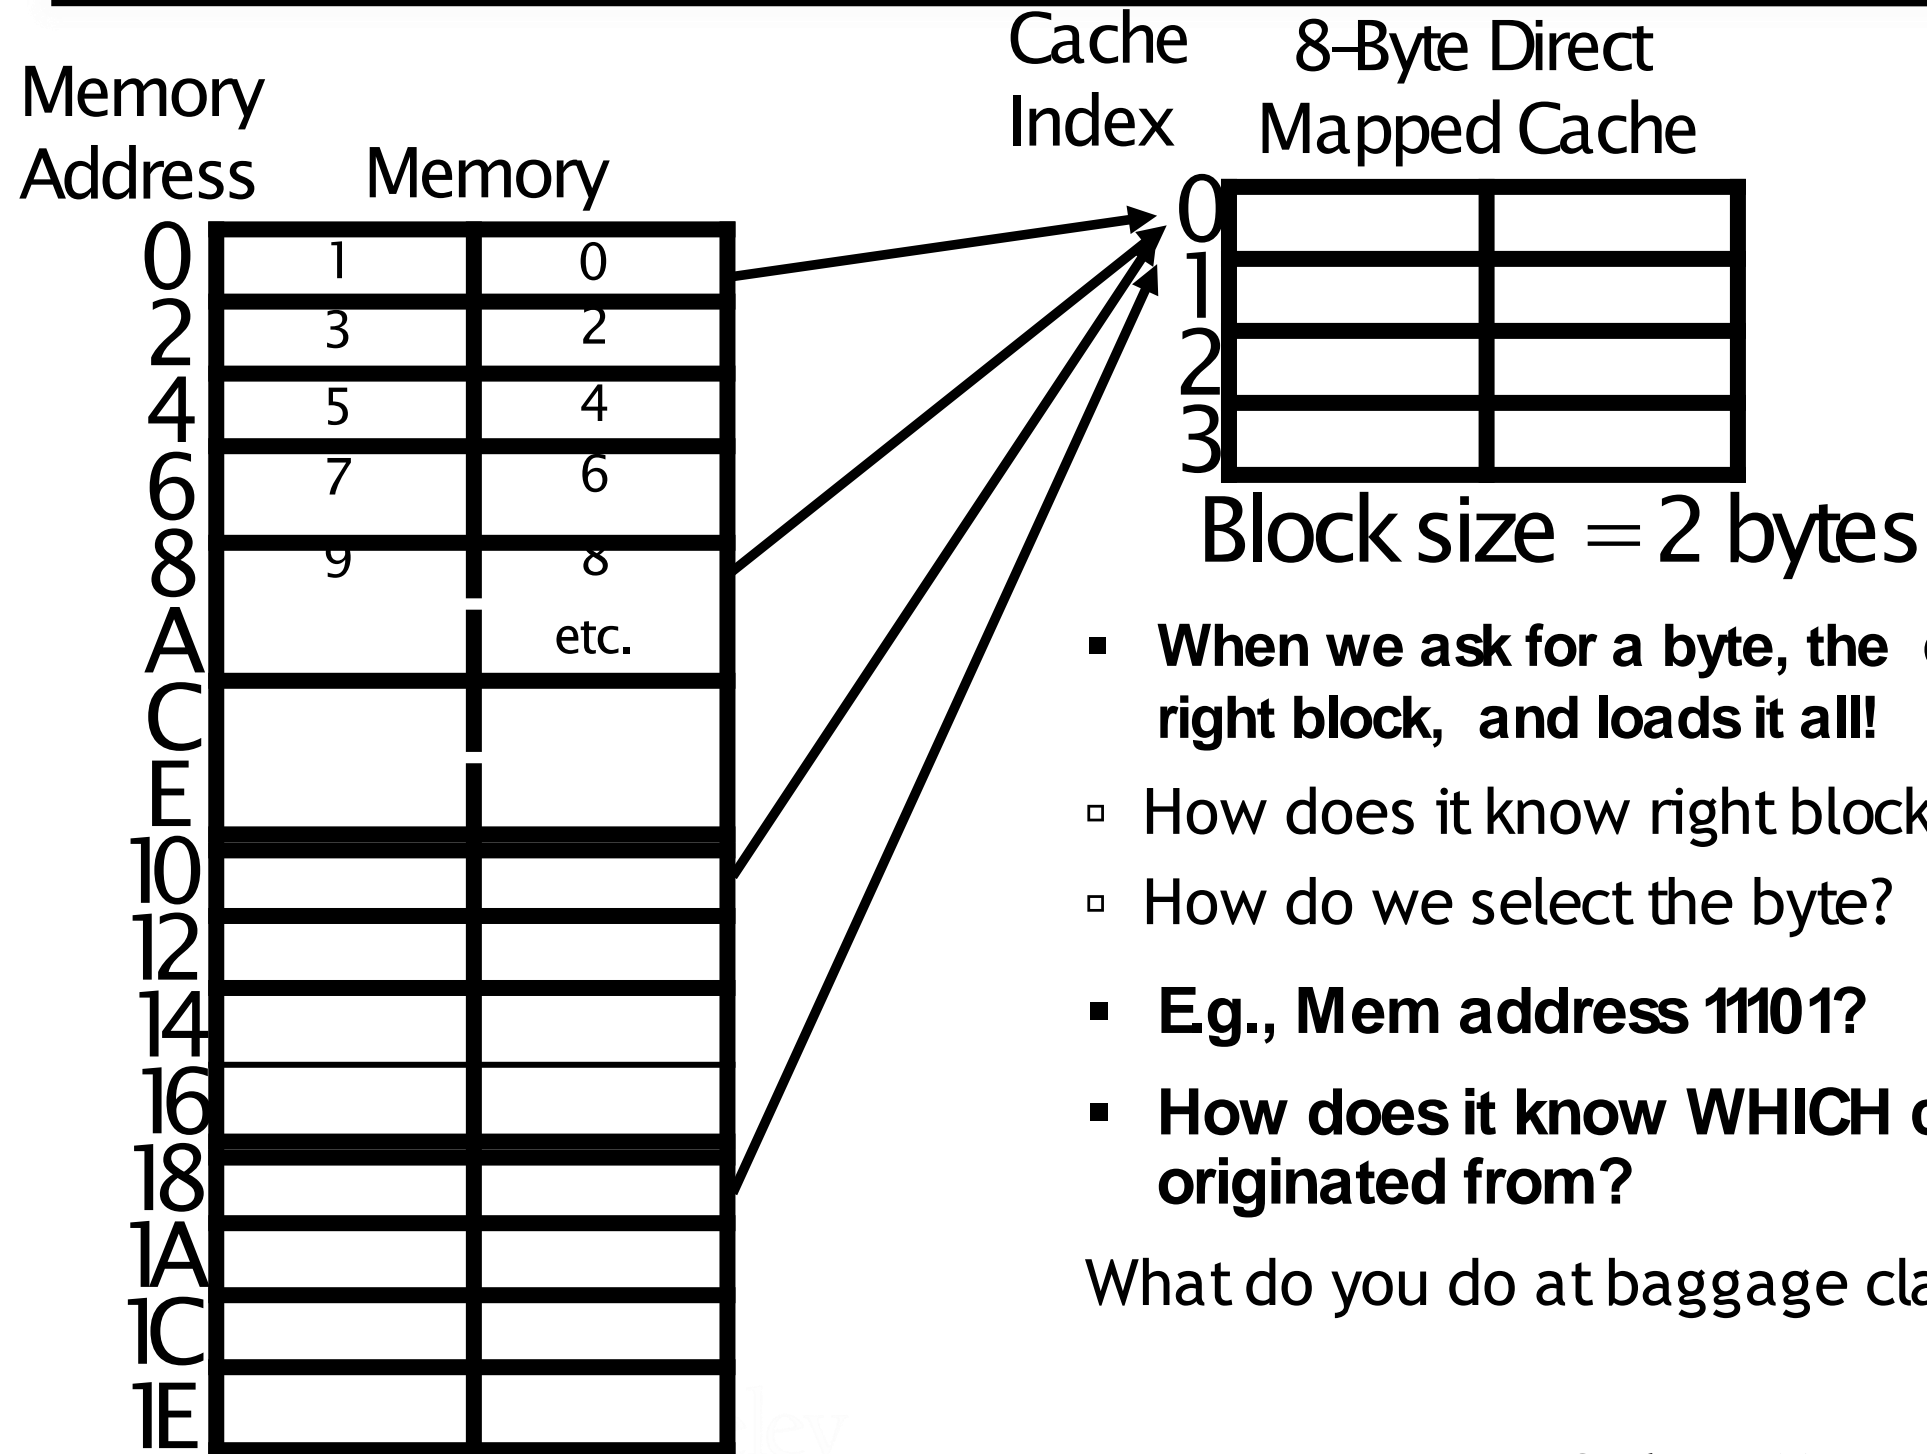 Memory
Address
Memory
0
1 0
2
3 2
4
5 4
6
7 6
8
9 8
A
etc.
C
E
10
12
14
16
18
1A
1C
1E
Cache
Index
8–Byte Direct
Mapped Cache
0
1
2
3
Block size = 2 bytes
▪ When we ask for a byte, the
right block, and loads it all!
▫ How does it know right block
▫ How do we select the byte?
▪ E.g., Mem address 11101?
▪ How does it know WHICH
originated from?
What do you do at baggage